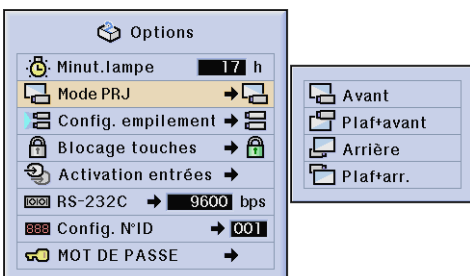 Options
Minut.lampe 17 h
Mode PRJ
Config. empilement
Blocage touches
Activation entrées
RS-232C 9600 bps
888 Config. N°ID 001
MOT DE PASSE
Avant
Plaf+avant
Arrière
Plaf+arr.